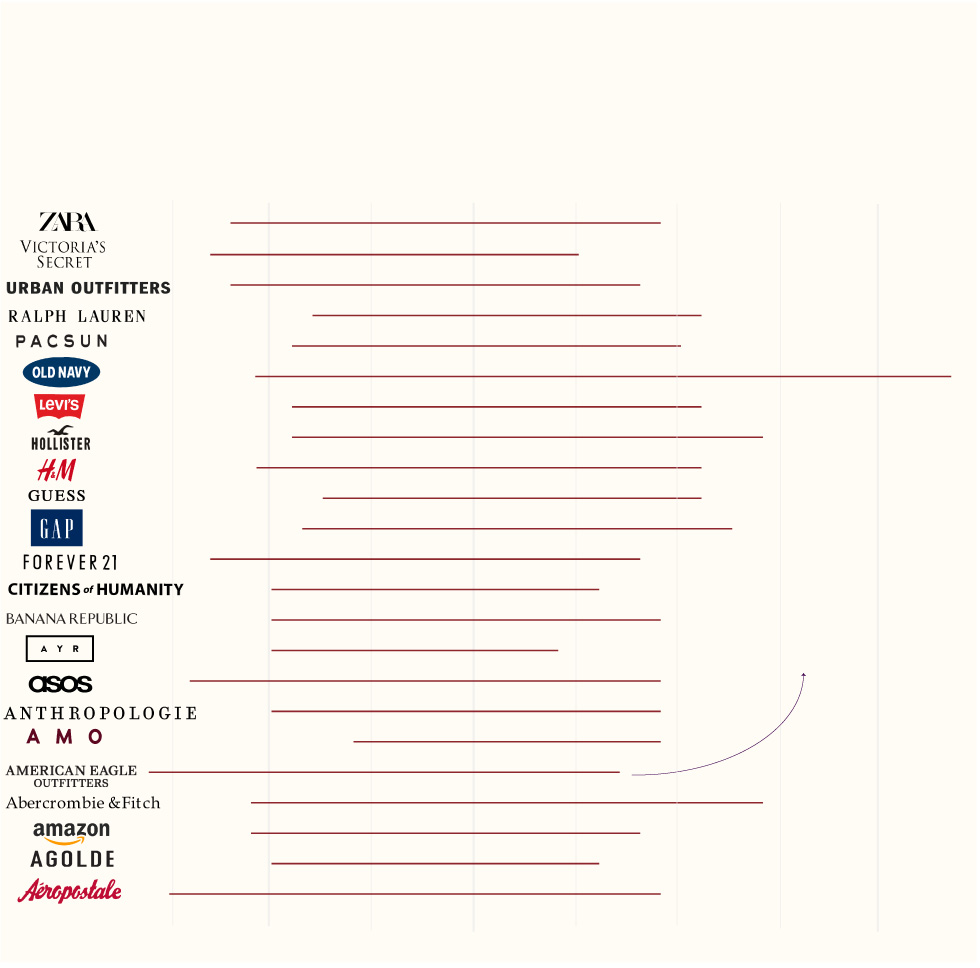 ZARA
VICTORIA'S
SECRET
URBAN OUTFITTERS
RALPH LAUREN
PACSUN
OLD NAVY
LEVI'S
HOLLISTER
H&M
GUESS
GAP
FOREVER 21
CITIZENS of HUMANITY
BANANA REPUBLIC
AYR
asos
ANTHROPOLOGIE
AMO
AMERICAN EAGLE
OUTFITTERS
Abercrombie & Fitch
amazon
AGOLDE
Aéropostale